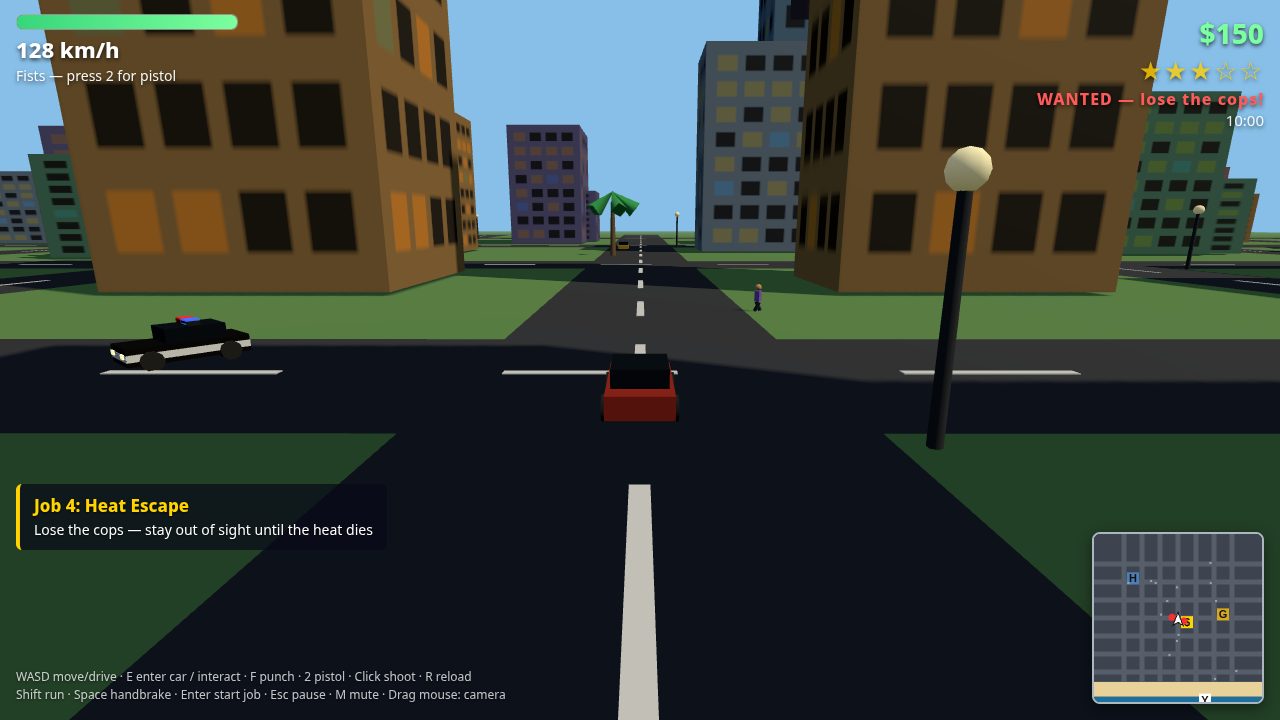 128 km/h
Fists — press 2 for pistol
$150
★★★☆☆
WANTED — lose the cops!
10:00
Job 4: Heat Escape
Lose the cops — stay out of sight until the heat dies
H
G
S
Y
WASD move/drive · E enter car / interact · F punch · 2 pistol · Click shoot · R reload
Shift run · Space handbrake · Enter start job · Esc pause · M mute · Drag mouse: camera